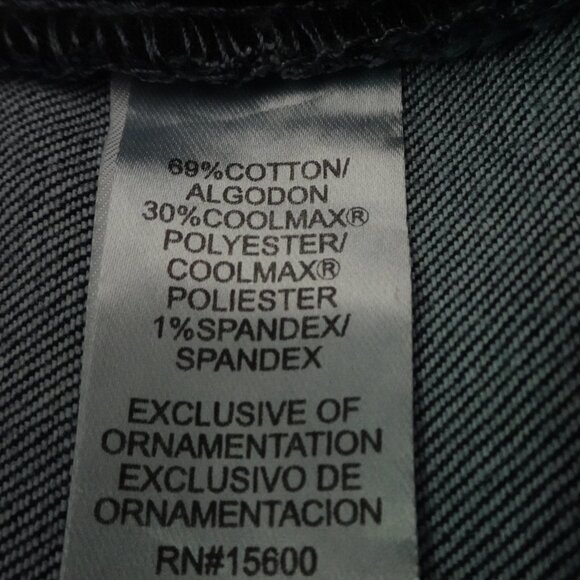 69%COTTON/
ALGODON
30%COOLMAX®
POLYESTER/
COOLMAX®
POLIESTER
1%SPANDEX/
SPANDEX
EXCLUSIVE OF
ORNAMENTATION
EXCLUSIVO DE
ORNAMENTACION
RN#15600